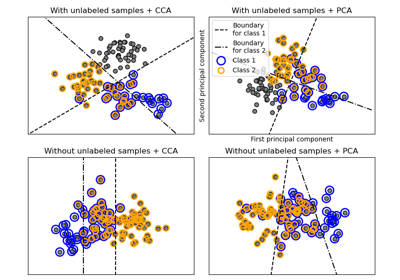 With unlabeled samples + CCA
With unlabeled samples + PCA
Boundary
for class 1
Boundary
for class 2
Class 1
Class 2
Second principal component
First principal component
Without unlabeled samples + CCA
Without unlabeled samples + PCA